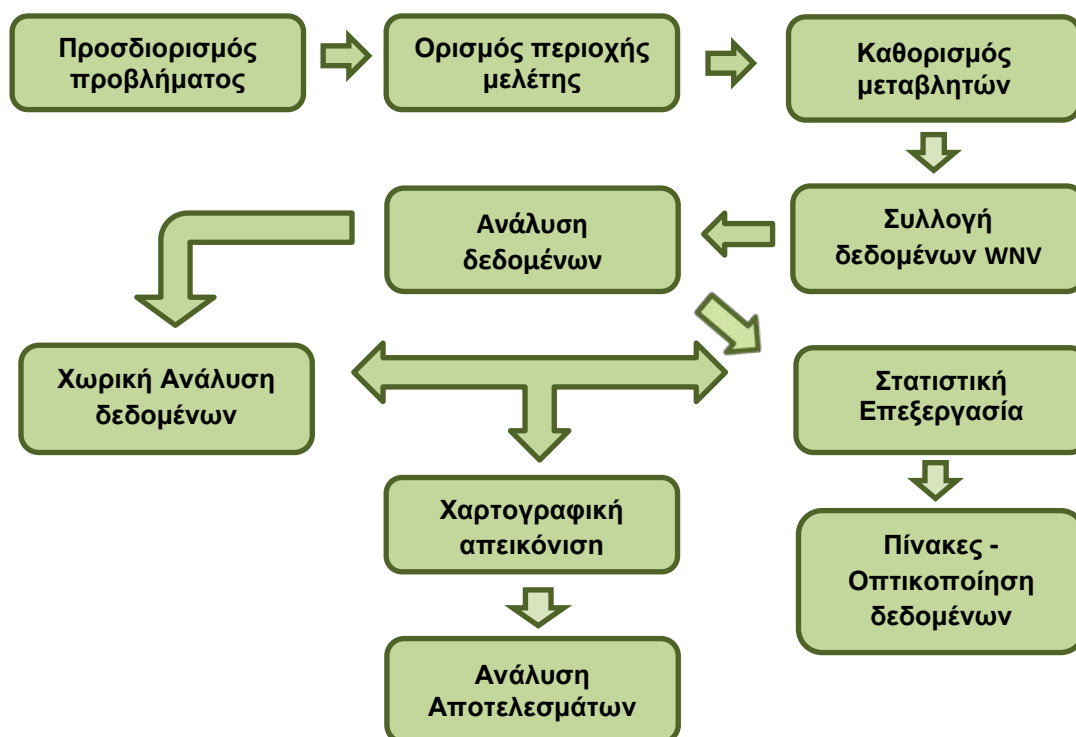 Προσδιορισμός
προβλήματος
Ορισμός περιοχής
μελέτης
Καθορισμός
μεταβλητών
Συλλογή
δεδομένων WNV
Ανάλυση
δεδομένων
Χωρική Ανάλυση
δεδομένων
Στατιστική
Επεξεργασία
Χαρτογραφική
απεικόνιση
Πίνακες -
Οπτικοποίηση
δεδομένων
Ανάλυση
Αποτελεσμάτων